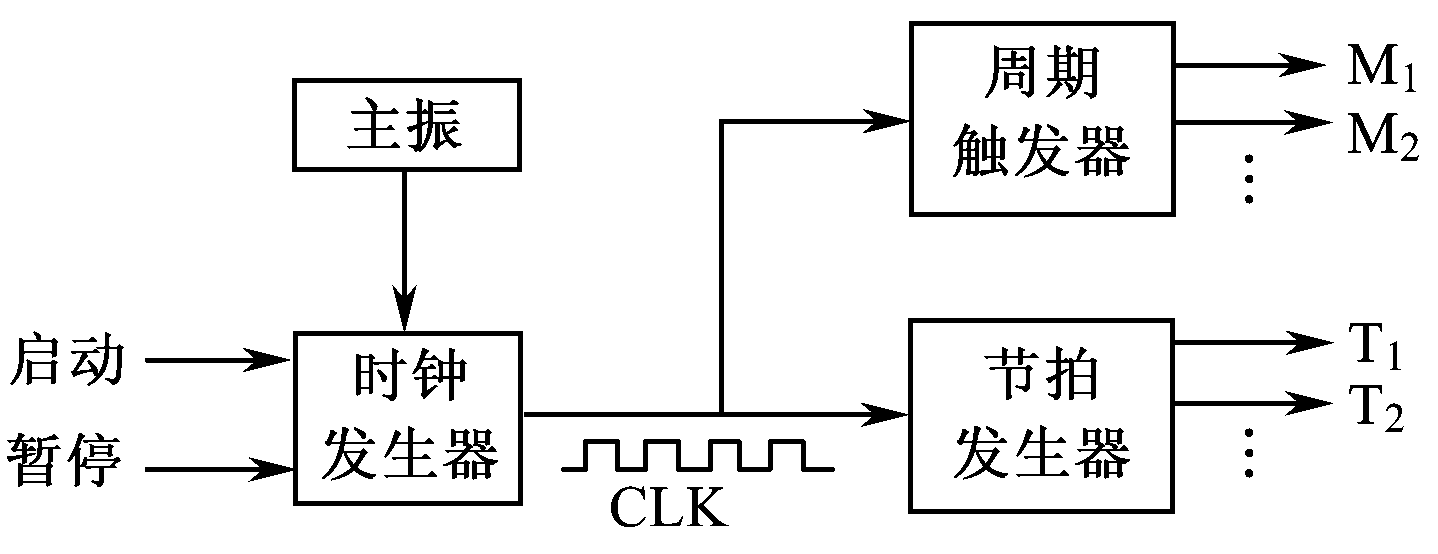 主振
启动
暂停
时钟
发生器
CLK
周期
触发器
M₁
M₂
⋮
节拍
发生器
T₁
T₂
⋮